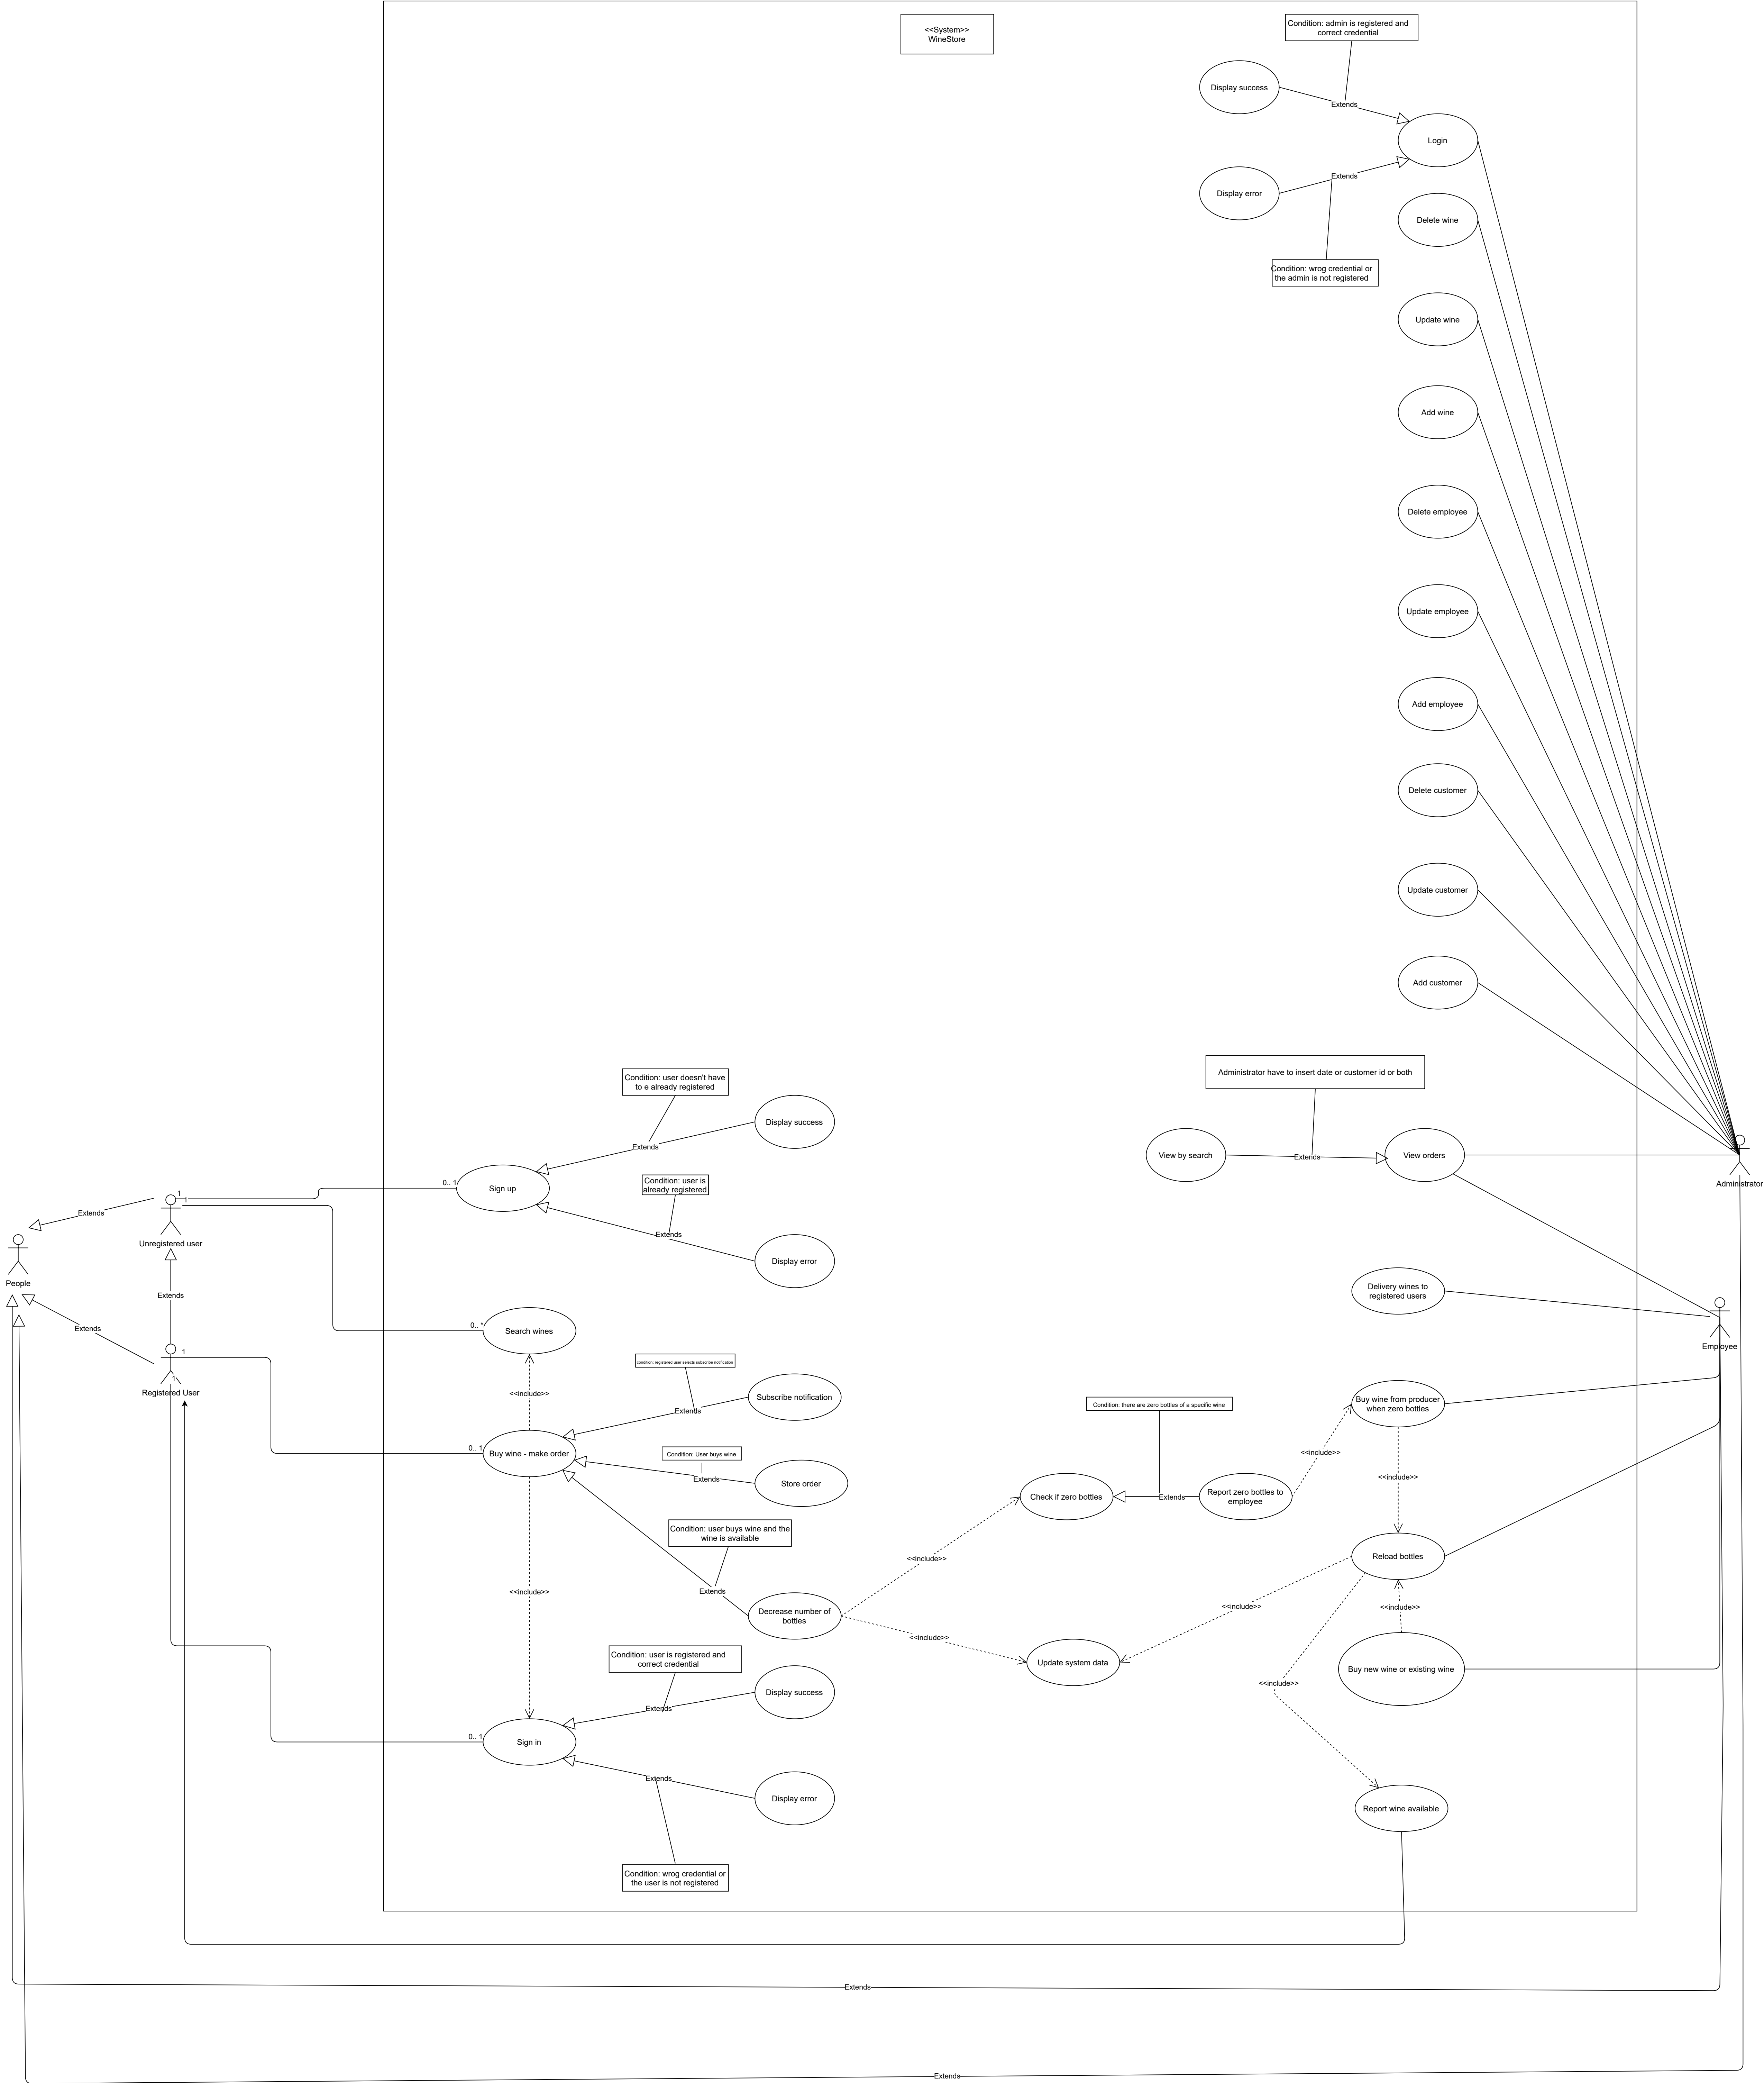 <<System>>
WineStore
Condition: admin is registered and
correct credential
Display success
Extends
Login
Extends
Display error
Delete wine
Condition: wrog credential or
the admin is not registered
Update wine
Add wine
Delete employee
Update employee
Add employee
Delete customer
Update customer
Add customer
Administrator have to insert date or customer id or both
View by search
Extends
View orders
Administrator
Condition: user doesn't have
to e already registered
Display success
Extends
Sign up
0.. 1
1
1
Condition: user is
already registered
Extends
Display error
Extends
Unregistered user
People
Extends
Extends
1
1
Registered User
Delivery wines to
registered users
Employee
0.. *
Search wines
<<include>>
condition: registered user selects subscribe notification
Subscribe notification
Extends
0.. 1
Buy wine - make order
Condition: User buys wine
Extends
Store order
Condition: user buys wine and the
wine is available
Extends
Decrease number of
bottles
<<include>>
Condition: there are zero bottles of a specific wine
Buy wine from producer
when zero bottles
<<include>>
<<include>>
Check if zero bottles
Extends
Report zero bottles to
employee
<<include>>
Reload bottles
<<include>>
<<include>>
<<include>>
Update system data
Buy new wine or existing wine
<<include>>
Report wine available
Condition: user is registered and
correct credential
Display success
Extends
0.. 1
Sign in
Extends
Display error
Condition: wrog credential or
the user is not registered
Extends
Extends